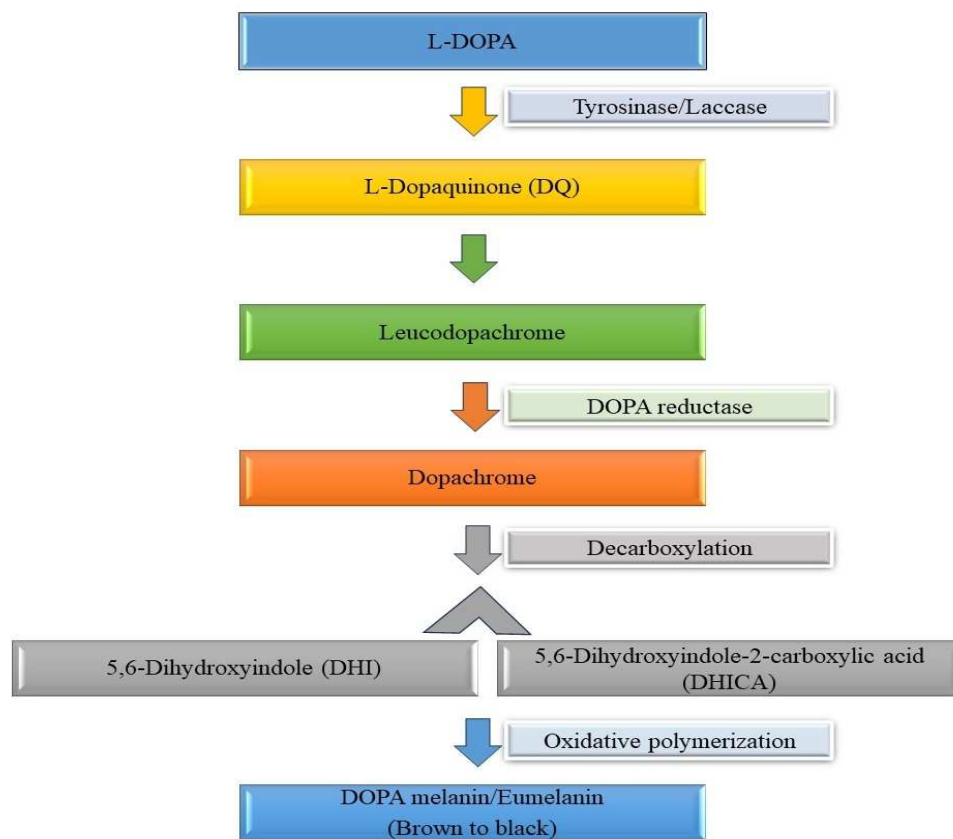 L-DOPA
Tyrosinase/Laccase
L-Dopaquinone (DQ)
Leucodopachrome
DOPA reductase
Dopachrome
Decarboxylation
5,6-Dihydroxyindole (DHI)
5,6-Dihydroxyindole-2-carboxylic acid
(DHICA)
Oxidative polymerization
DOPA melanin/Eumelanin
(Brown to black)